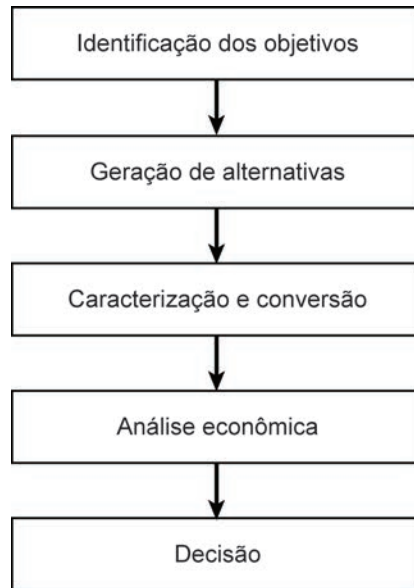 Identificação dos objetivos
Geração de alternativas
Caracterização e conversão
Análise econômica
Decisão